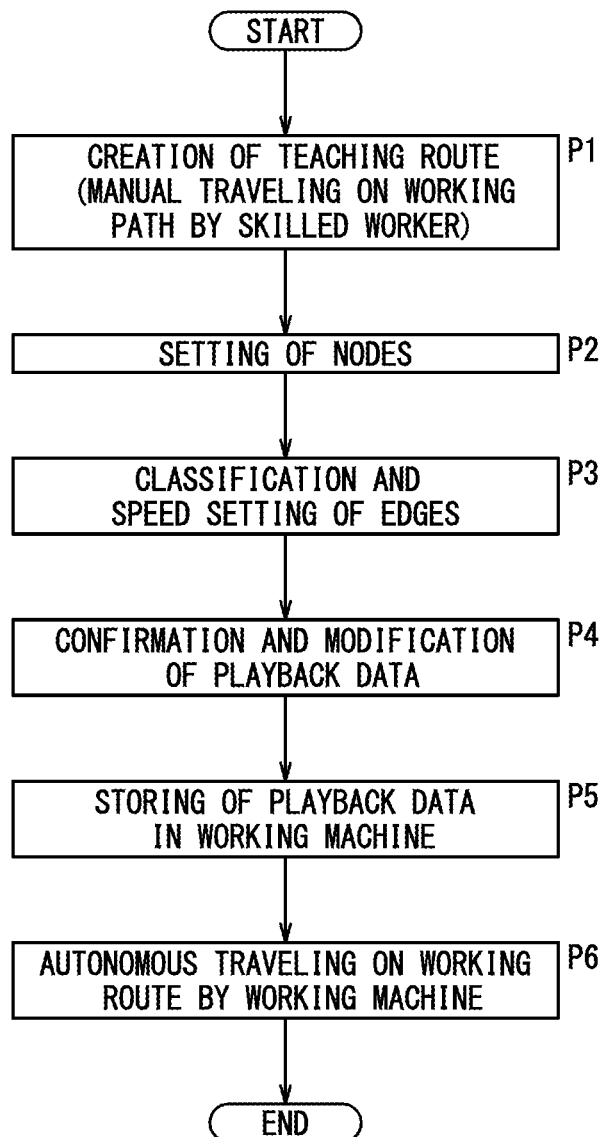 START
CREATION OF TEACHING ROUTE P1
(MANUAL TRAVELING ON WORKING
PATH BY SKILLED WORKER)
SETTING OF NODES P2
CLASSIFICATION AND P3
SPEED SETTING OF EDGES
CONFIRMATION AND MODIFICATION P4
OF PLAYBACK DATA
STORING OF PLAYBACK DATA P5
IN WORKING MACHINE
AUTONOMOUS TRAVELING ON WORKING P6
ROUTE BY WORKING MACHINE
END